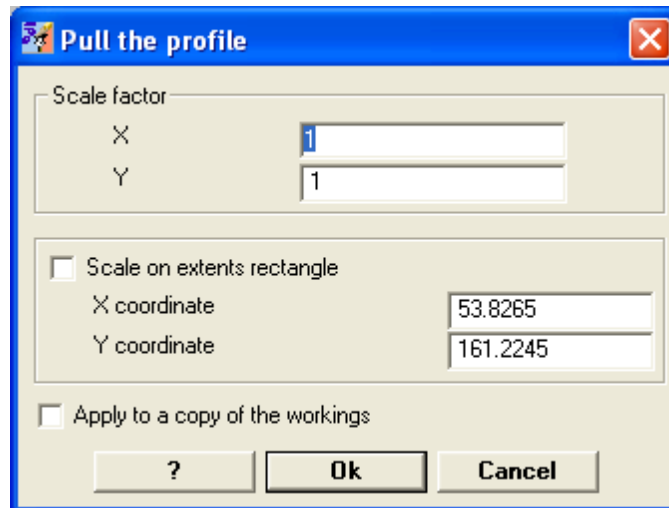 Pull the profile
Scale factor
X 1
Y 1
Scale on extents rectangle
X coordinate 53.8265
Y coordinate 161.2245
Apply to a copy of the workings
? Ok Cancel